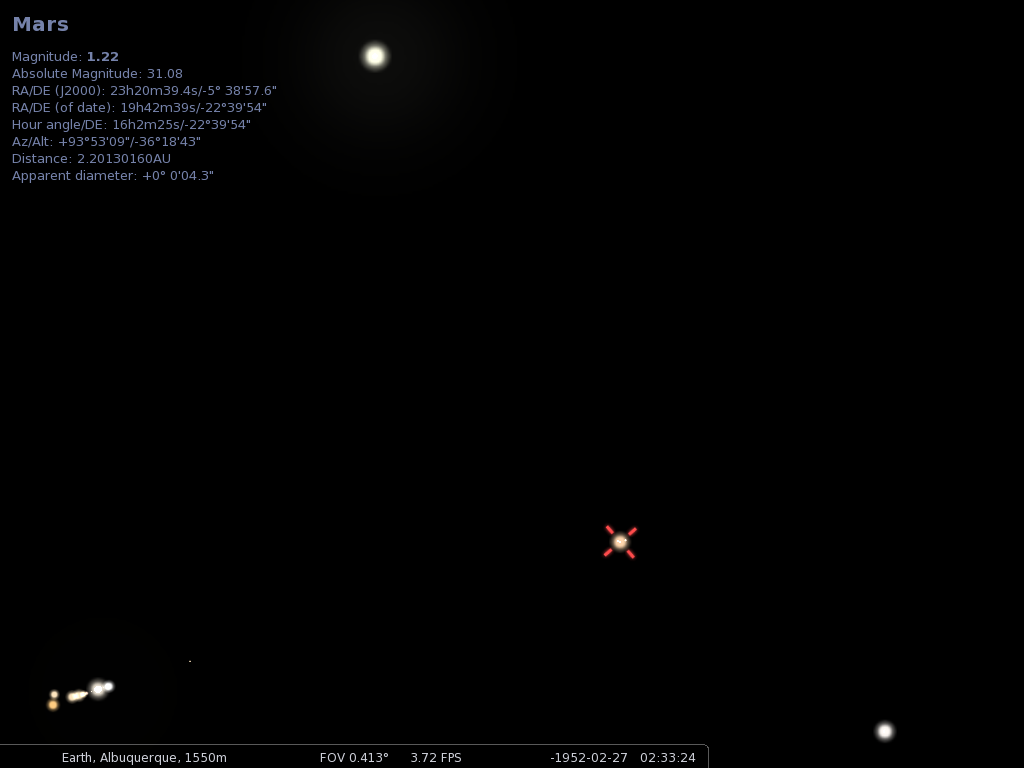 Mars
Magnitude: 1.22
Absolute Magnitude: 31.08
RA/DE (J2000): 23h20m39.4s/-5° 38'57.6"
RA/DE (of date): 19h42m39s/-22°39'54"
Hour angle/DE: 16h2m25s/-22°39'54"
Az/Alt: +93°53'09"/-36°18'43"
Distance: 2.20130160AU
Apparent diameter: +0° 0'04.3"
Earth, Albuquerque, 1550m FOV 0.413° 3.72 FPS -1952-02-27 02:33:24